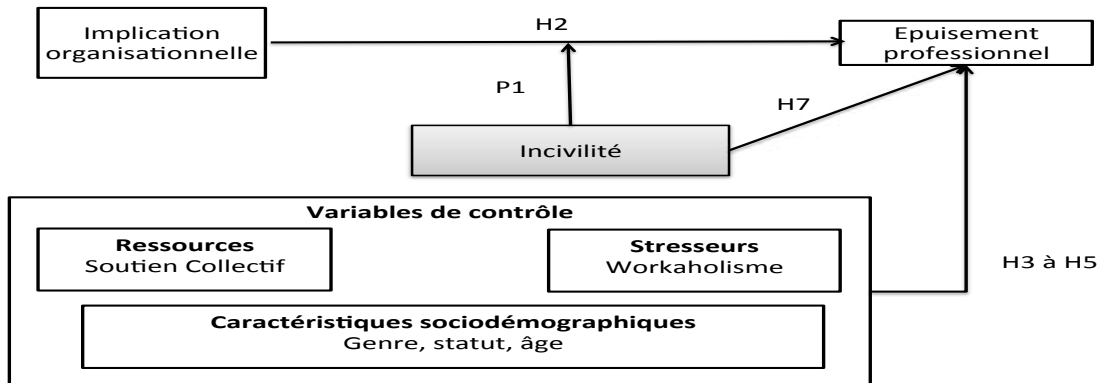 Implication
organisationnelle
H2
Epuisement
professionnel
P1
H7
Incivilité
Variables de contrôle
Ressources
Soutien Collectif
Stresseurs
Workaholisme
H3 à H5
Caractéristiques sociodémographiques
Genre, statut, âge